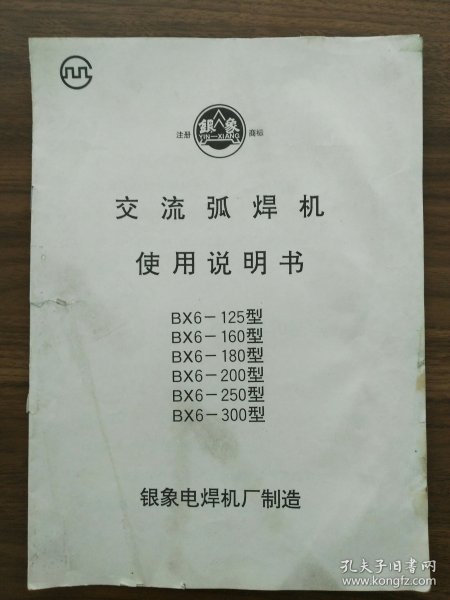 注册 银象 商标
YIN—XIANG
交流弧焊机
使用说明书
BX6－125型
BX6－160型
BX6－180型
BX6－200型
BX6－250型
BX6－300型
银象电焊机厂制造
孔夫子旧书网
www.kongfz.com